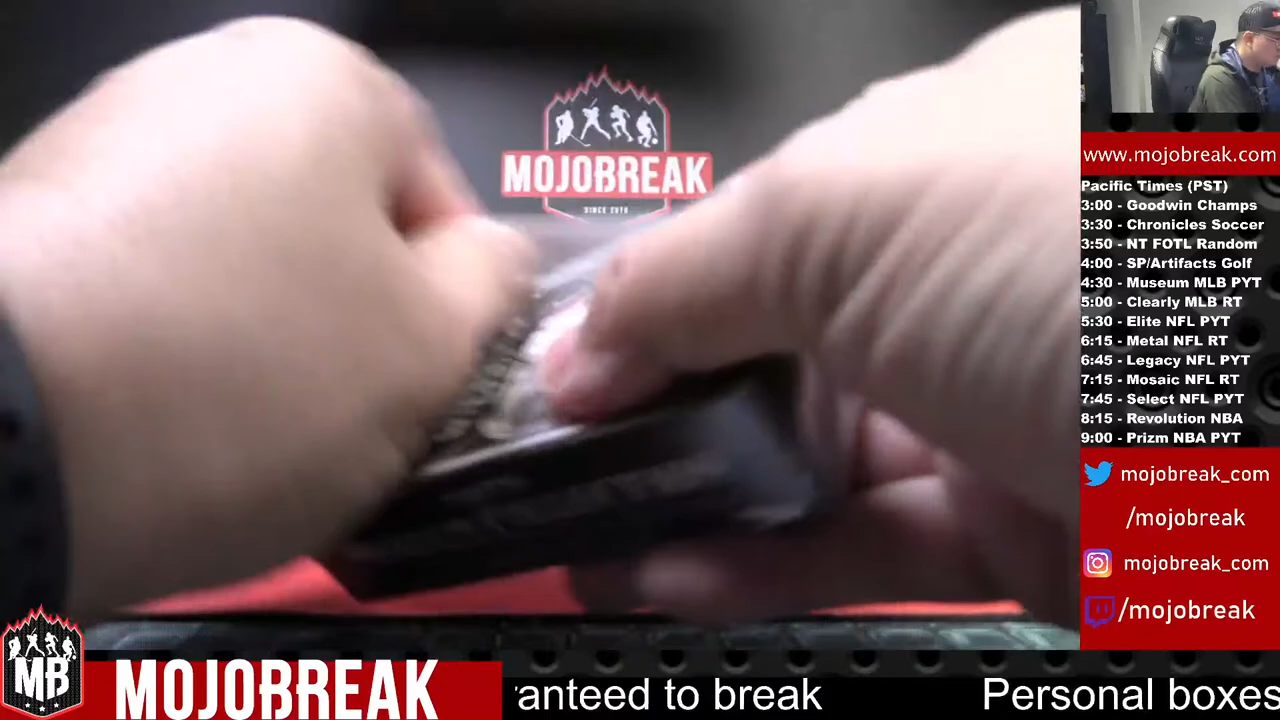 MOJOBREAK
www.mojobreak.com
Pacific Times (PST)
3:00 - Goodwin Champs
3:30 - Chronicles Soccer
3:50 - NT FOTL Random
4:00 - SP/Artifacts Golf
4:30 - Museum MLB PYT
5:00 - Clearly MLB RT
5:30 - Elite NFL PYT
6:15 - Metal NFL RT
6:45 - Legacy NFL PYT
7:15 - Mosaic NFL RT
7:45 - Select NFL PYT
8:15 - Revolution NBA
9:00 - Prizm NBA PYT
mojobreak_com
/mojobreak
mojobreak_com
/mojobreak
MB
MOJOBREAK
anteed to break Personal boxes